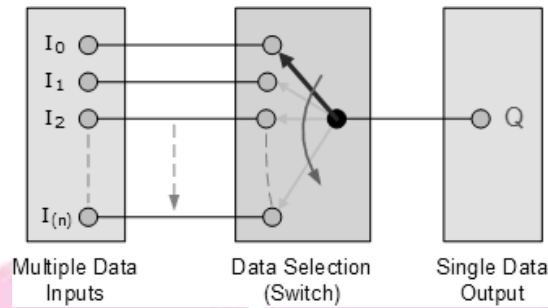 I₀
I₁
I₂
I₍ₙ₎
Q
Multiple Data
Inputs
Data Selection
(Switch)
Single Data
Output